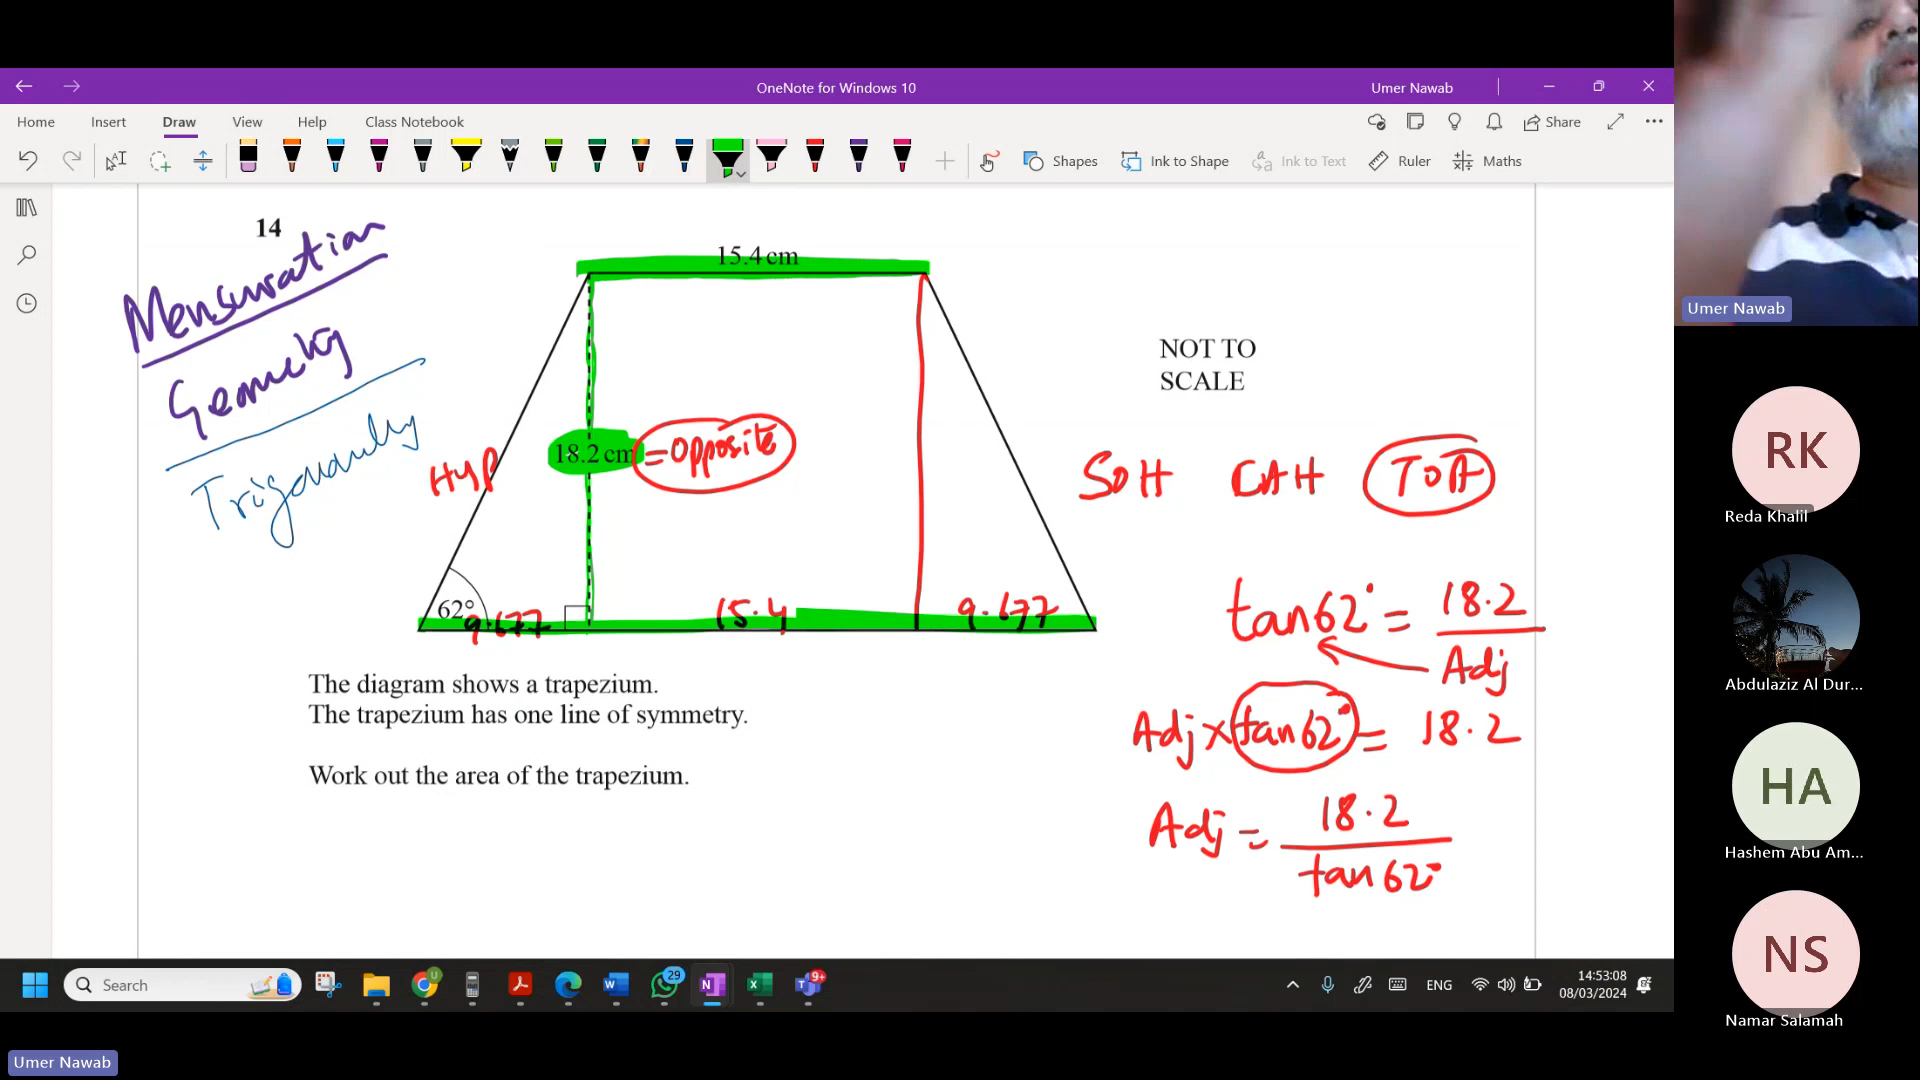 OneNote for Windows 10
Umer Nawab
Home Insert Draw View Help Class Notebook
Share
Shapes Ink to Shape Ink to Text Ruler Maths
14
Mensuration
Geometry
Trigonometry
15.4 cm
NOT TO
SCALE
Hyp
18.2 cm = opposite
SOH CAH TOA
62°
9.677 15.4 9.677
tan62° = 18.2
Adj
Adj x tan62° = 18.2
Adj = 18.2
tan62°
The diagram shows a trapezium.
The trapezium has one line of symmetry.
Work out the area of the trapezium.
Umer Nawab
RK
Reda Khalil
Abdulaziz Al Dur...
HA
Hashem Abu Am...
NS
Namar Salamah
Search
29
9+
ENG
14:53:08
08/03/2024
Umer Nawab